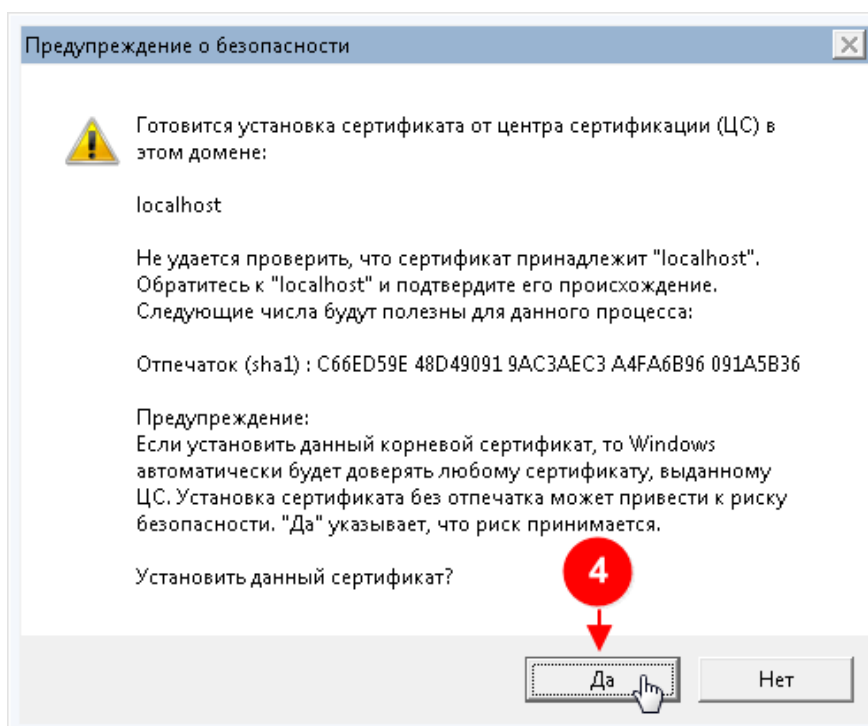 Предупреждение о безопасности
Готовится установка сертификата от центра сертификации (ЦС) в
этом домене:
localhost
Не удается проверить, что сертификат принадлежит "localhost".
Обратитесь к "localhost" и подтвердите его происхождение.
Следующие числа будут полезны для данного процесса:
Отпечаток (sha1) : C66ED59E 48D49091 9AC3AEC3 A4FA6B96 091A5B36
Предупреждение:
Если установить данный корневой сертификат, то Windows
автоматически будет доверять любому сертификату, выданному
ЦС. Установка сертификата без отпечатка может привести к риску
безопасности. "Да" указывает, что риск принимается.
Установить данный сертификат?
4
Да
Нет